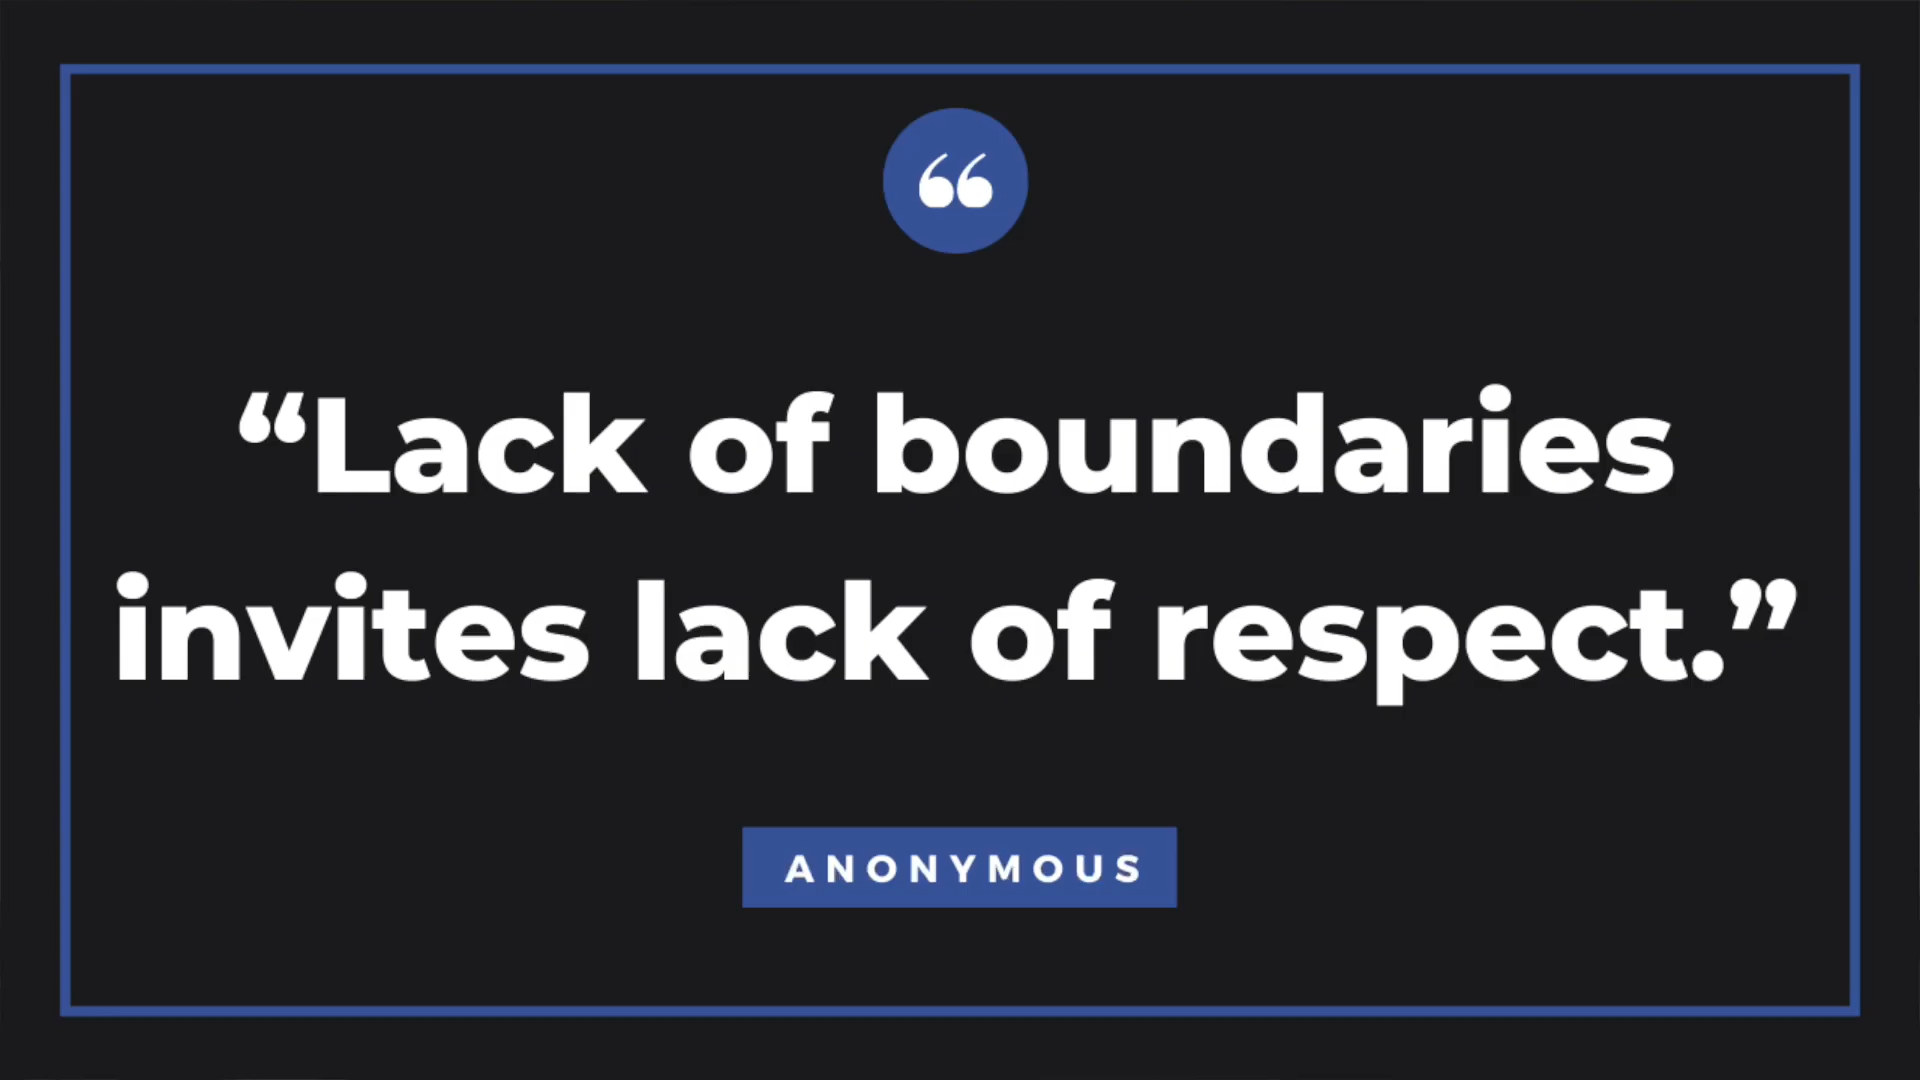 ❝
“Lack of boundaries
invites lack of respect.”
ANONYMOUS